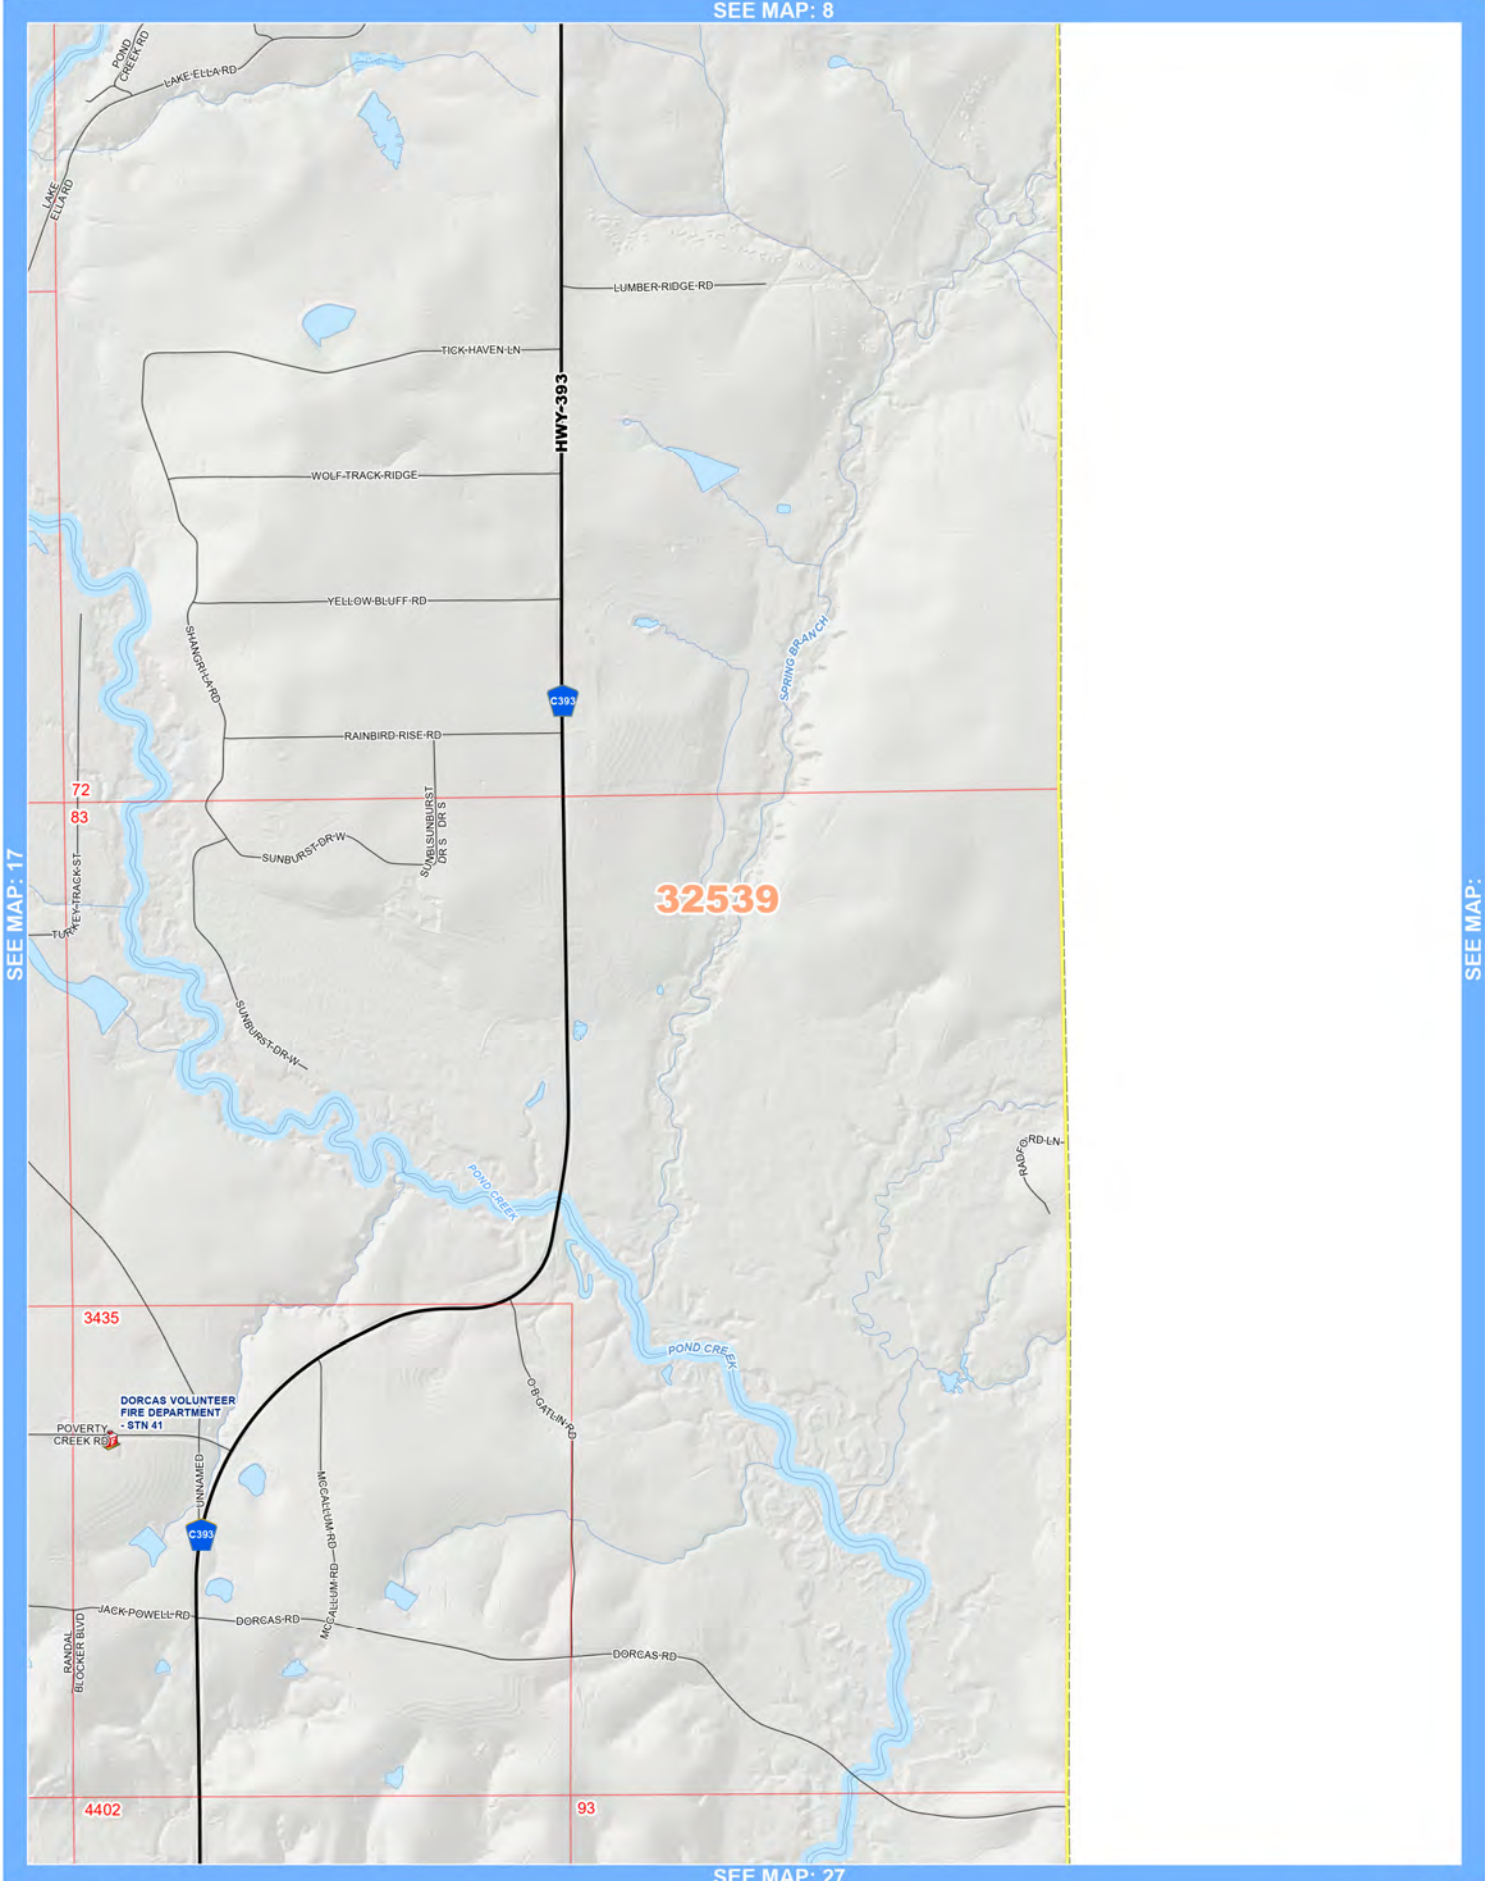 SEE MAP: 8
POND
CREEK RD
LAKE ELLA RD
LAKE
ELLA RD
LUMBER RIDGE RD
TICK HAVEN LN
HWY-393
WOLF TRACK RIDGE
YELLOW BLUFF RD
SHANGRI LA RD
SPRING BRANCH
C393
RAINBIRD RISE RD
72
83
SUNBURST
DR S
SUNBURST DR W
DR S
32539
SEE MAP: 17
SEE MAP:
TURKEY TRACK ST
SUNBURST DR W
RADFORD LN
POND CREEK
3435
POND CREEK
O B GATLIN RD
DORCAS VOLUNTEER
FIRE DEPARTMENT
- STN 41
POVERTY
CREEK RD
UNNAMED
MCCALLUM RD
C393
MCCALLUM RD
JACK POWELL RD
DORCAS RD
RANDAL
BLOCKER BLVD
DORCAS RD
4402
93
SEE MAP: 27